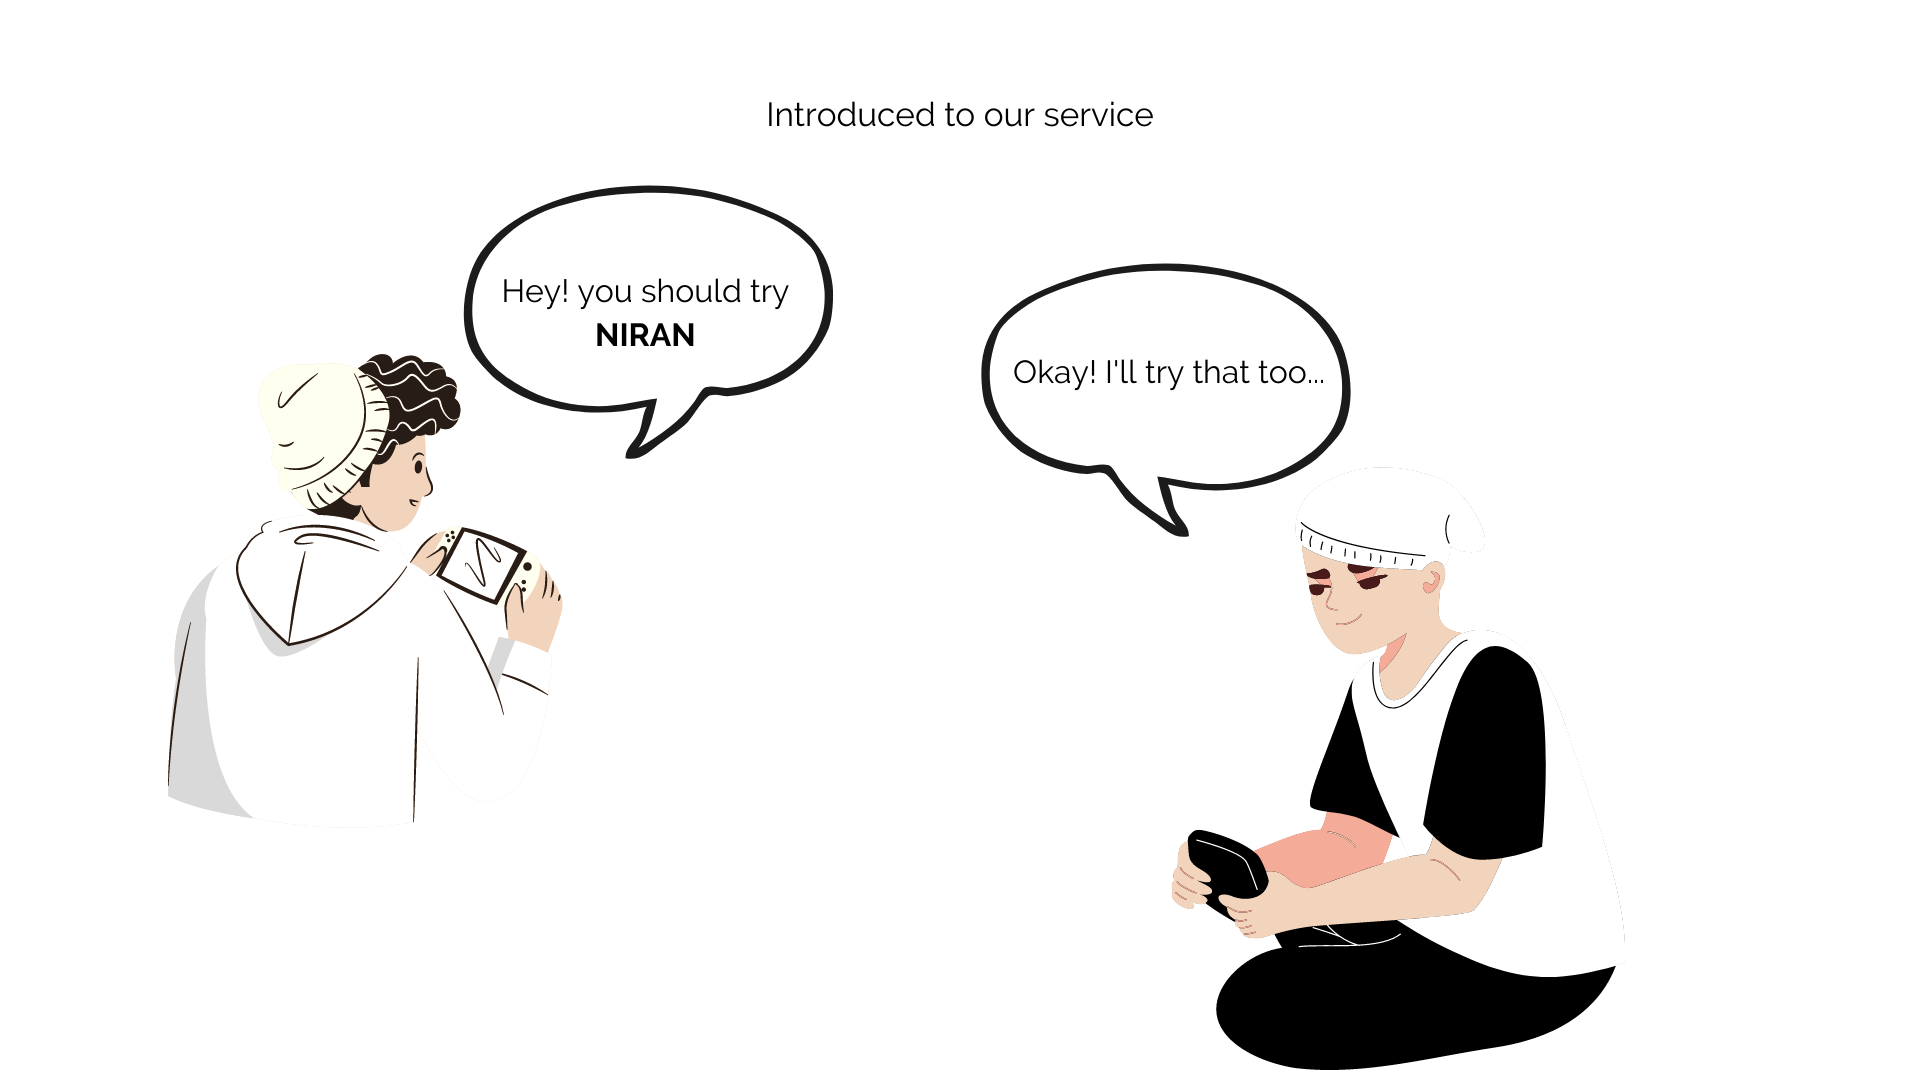 Introduced to our service
Hey! you should try
NIRAN
Okay! I'll try that too...